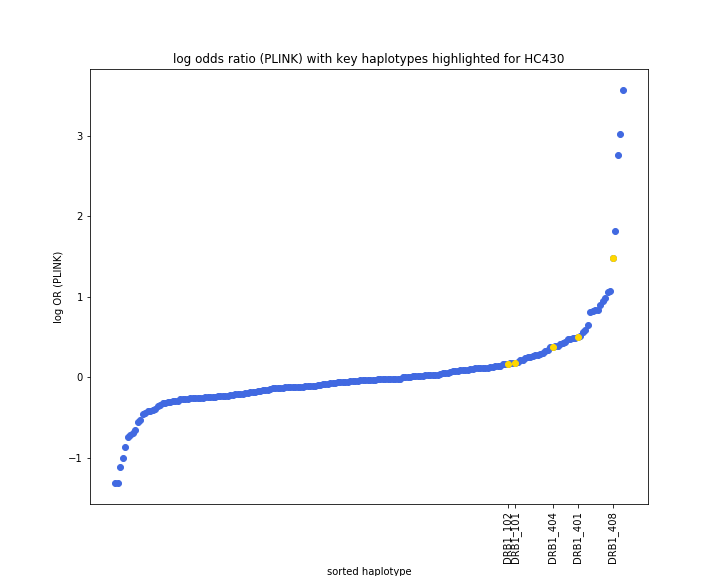 log odds ratio (PLINK) with key haplotypes highlighted for HC430
log OR (PLINK)
3
2
1
0
−1
DRB1_102
DRB1_101
DRB1_404
DRB1_401
DRB1_408
sorted haplotype